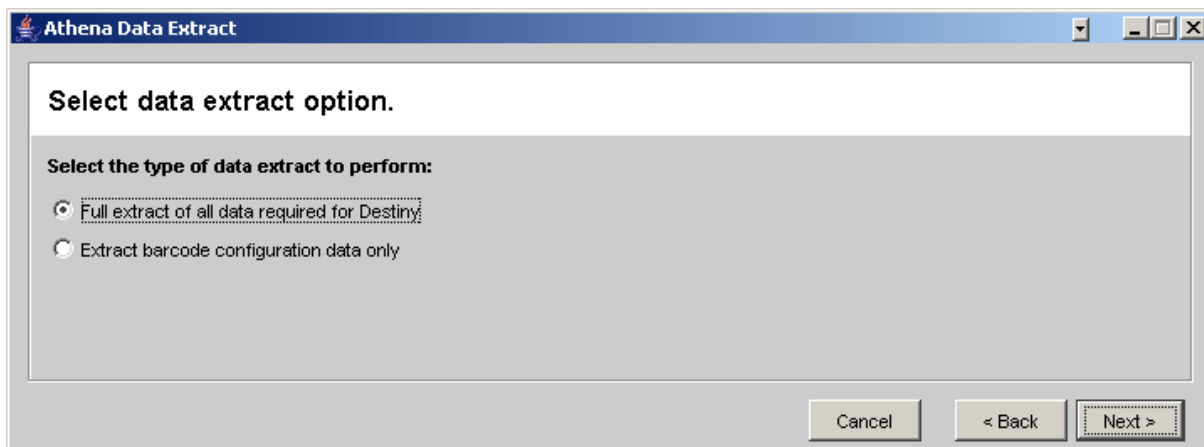 Athena Data Extract
Select data extract option.
Select the type of data extract to perform:
Full extract of all data required for Destiny
Extract barcode configuration data only
Cancel < Back Next >